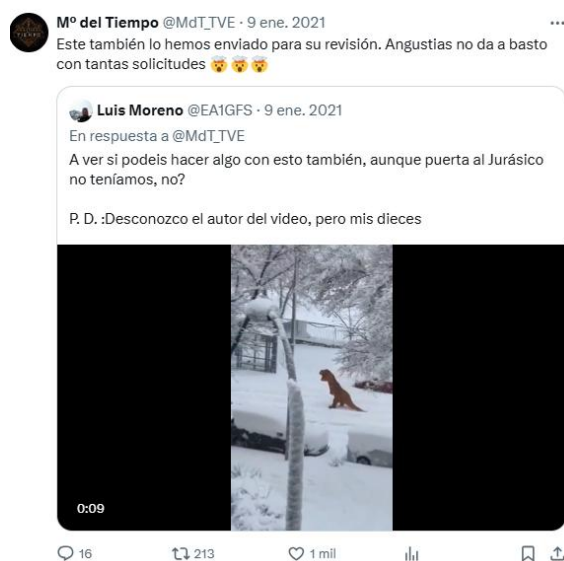 Mº del Tiempo @MdT_TVE · 9 ene. 2021
Este también lo hemos enviado para su revisión. Angustias no da a basto
con tantas solicitudes 🤯🤯🤯
Luis Moreno @EA1GFS · 9 ene. 2021
En respuesta a @MdT_TVE
A ver si podeis hacer algo con esto también, aunque puerta al Jurásico
no teníamos, no?
P. D. :Desconozco el autor del video, pero mis dieces
0:09
16 213 1 mil